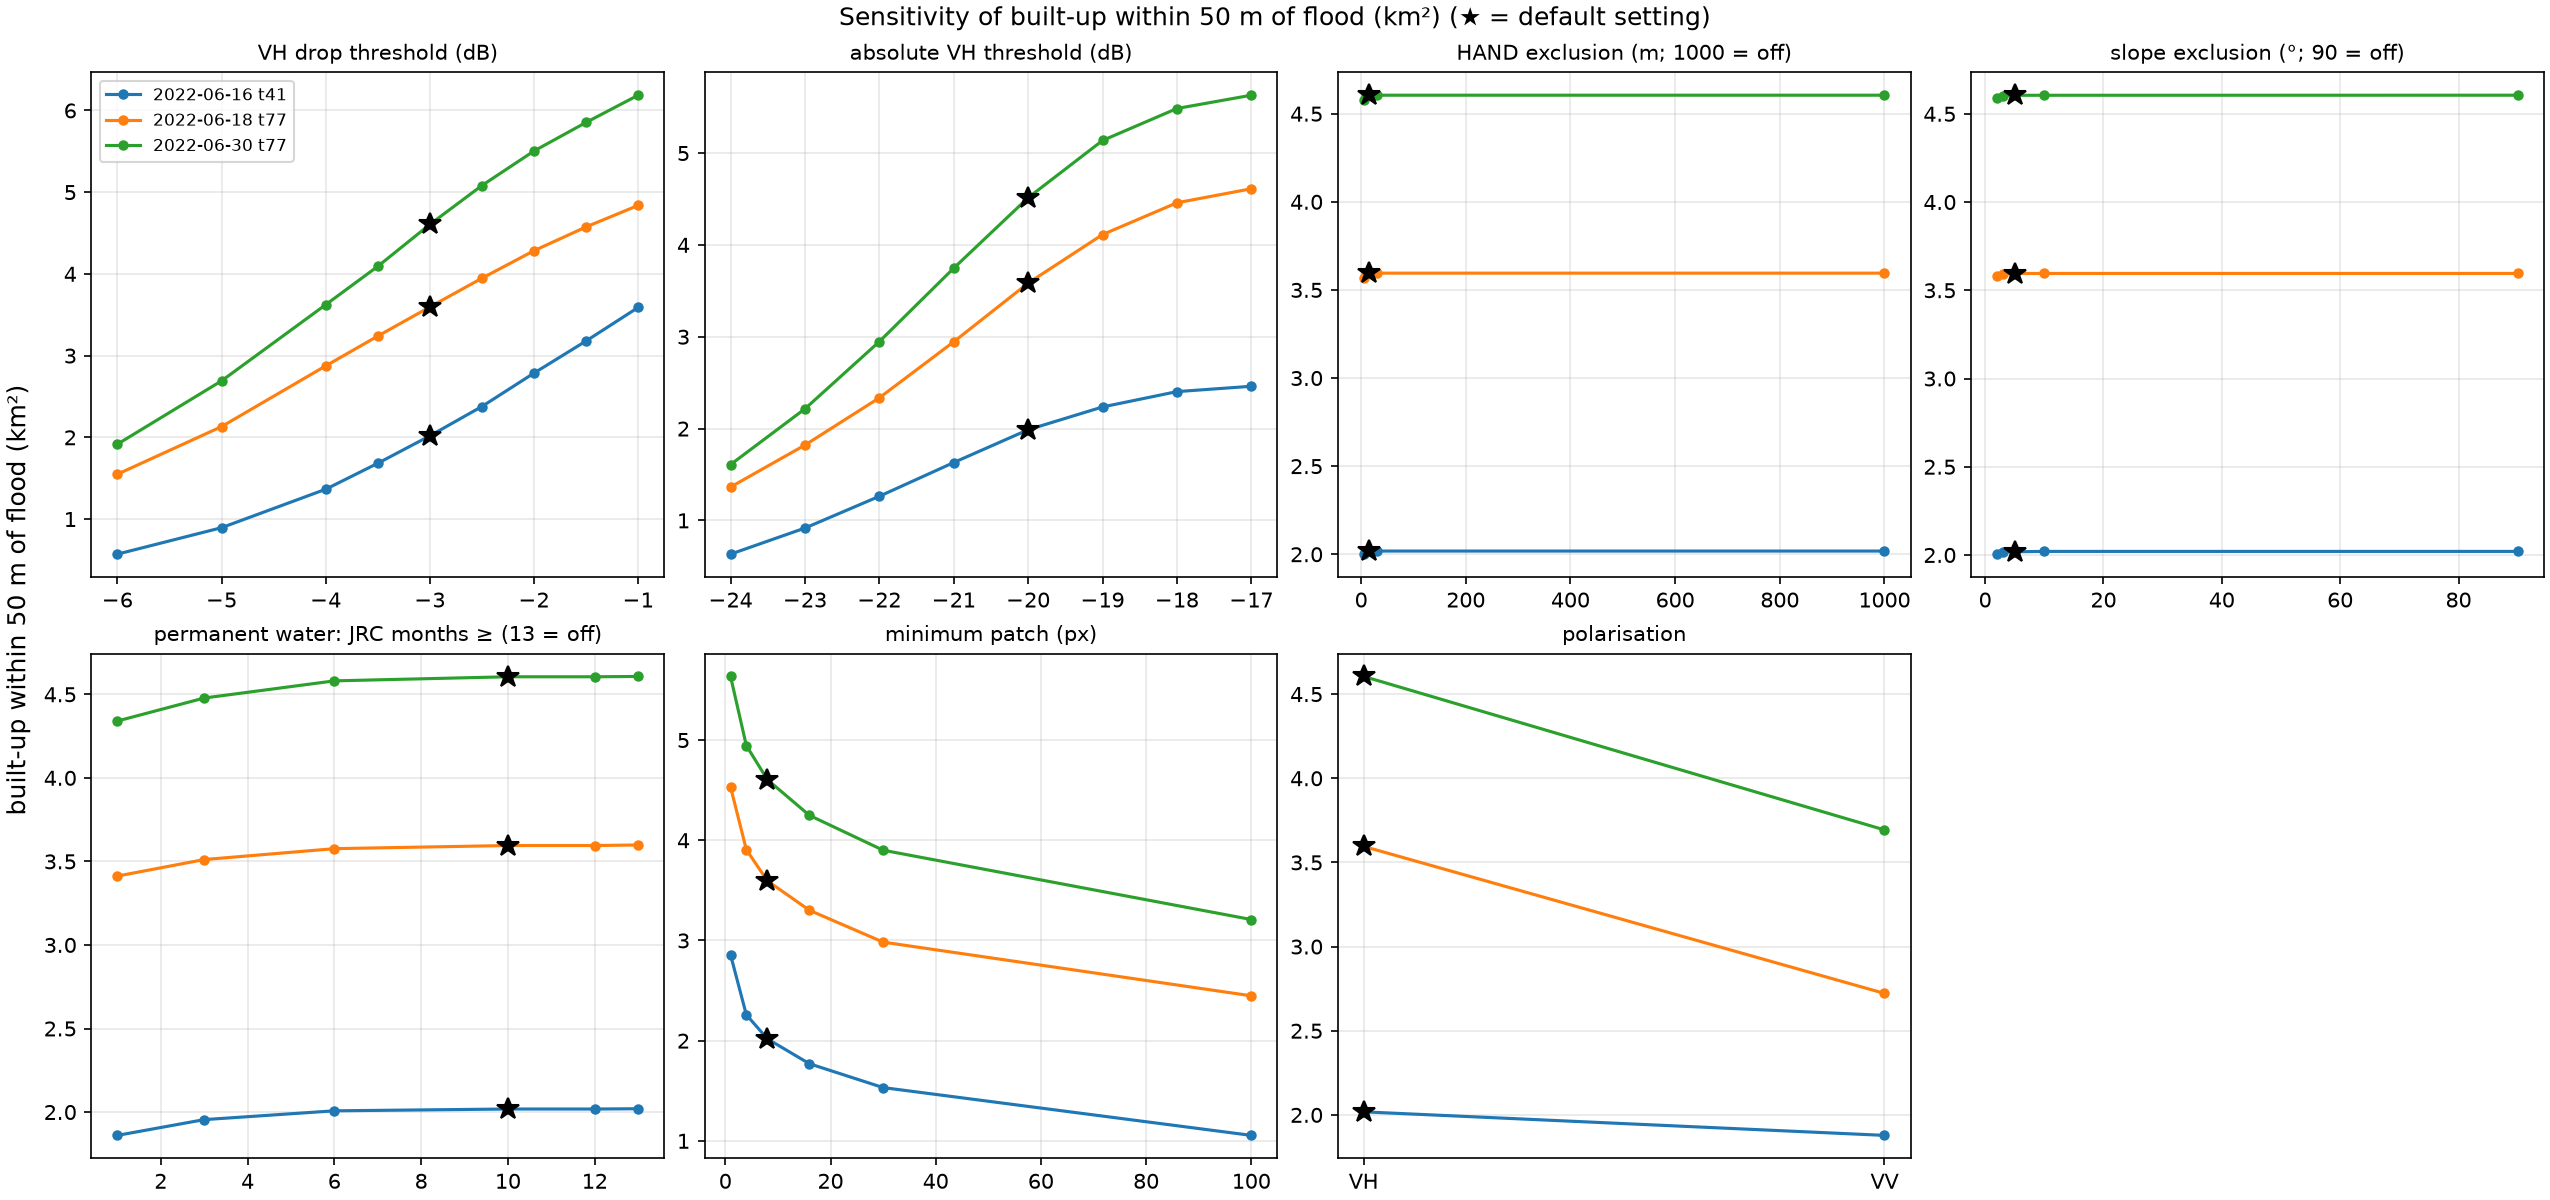 Sensitivity of built-up within 50 m of flood (km²) (★ = default setting)
built-up within 50 m of flood (km²)
VH drop threshold (dB)
2022-06-16 t41
2022-06-18 t77
2022-06-30 t77
6
5
4
3
2
1
−6 −5 −4 −3 −2 −1
absolute VH threshold (dB)
5
4
3
2
1
−24 −23 −22 −21 −20 −19 −18 −17
HAND exclusion (m; 1000 = off)
4.5
4.0
3.5
3.0
2.5
2.0
0 200 400 600 800 1000
slope exclusion (°; 90 = off)
4.5
4.0
3.5
3.0
2.5
2.0
0 20 40 60 80
permanent water: JRC months ≥ (13 = off)
4.5
4.0
3.5
3.0
2.5
2.0
2 4 6 8 10 12
minimum patch (px)
5
4
3
2
1
0 20 40 60 80 100
polarisation
4.5
4.0
3.5
3.0
2.5
2.0
VH VV